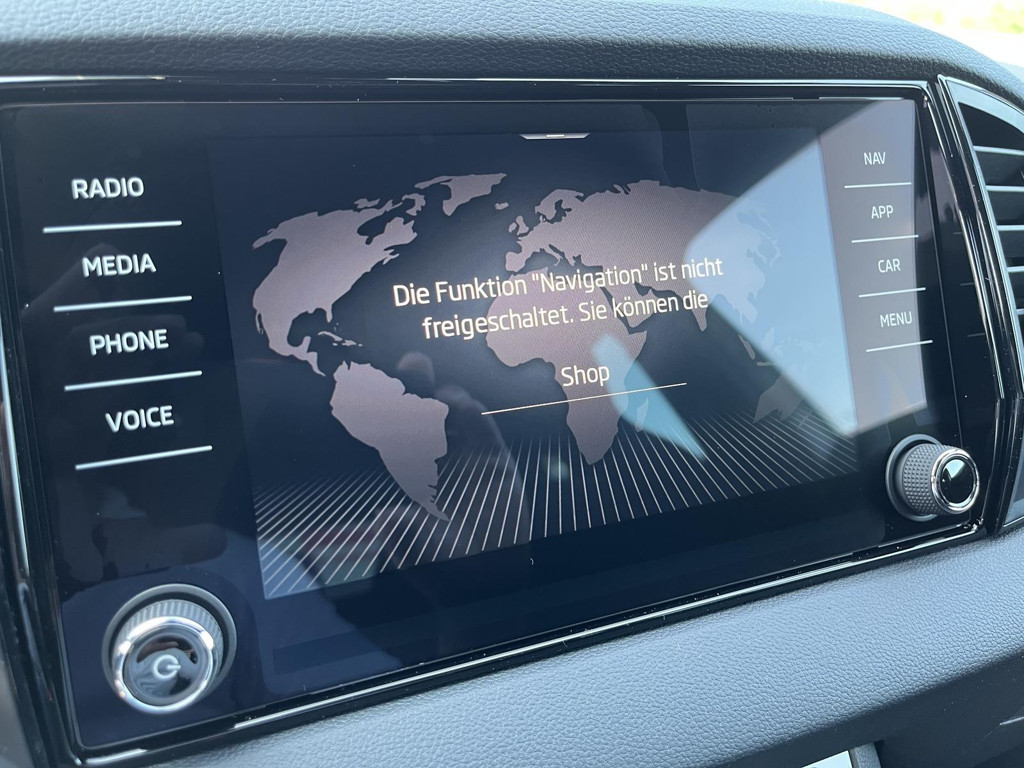 RADIO
MEDIA
PHONE
VOICE
Die Funktion "Navigation" ist nicht
freigeschaltet. Sie können die
Shop
NAV
APP
CAR
MENU